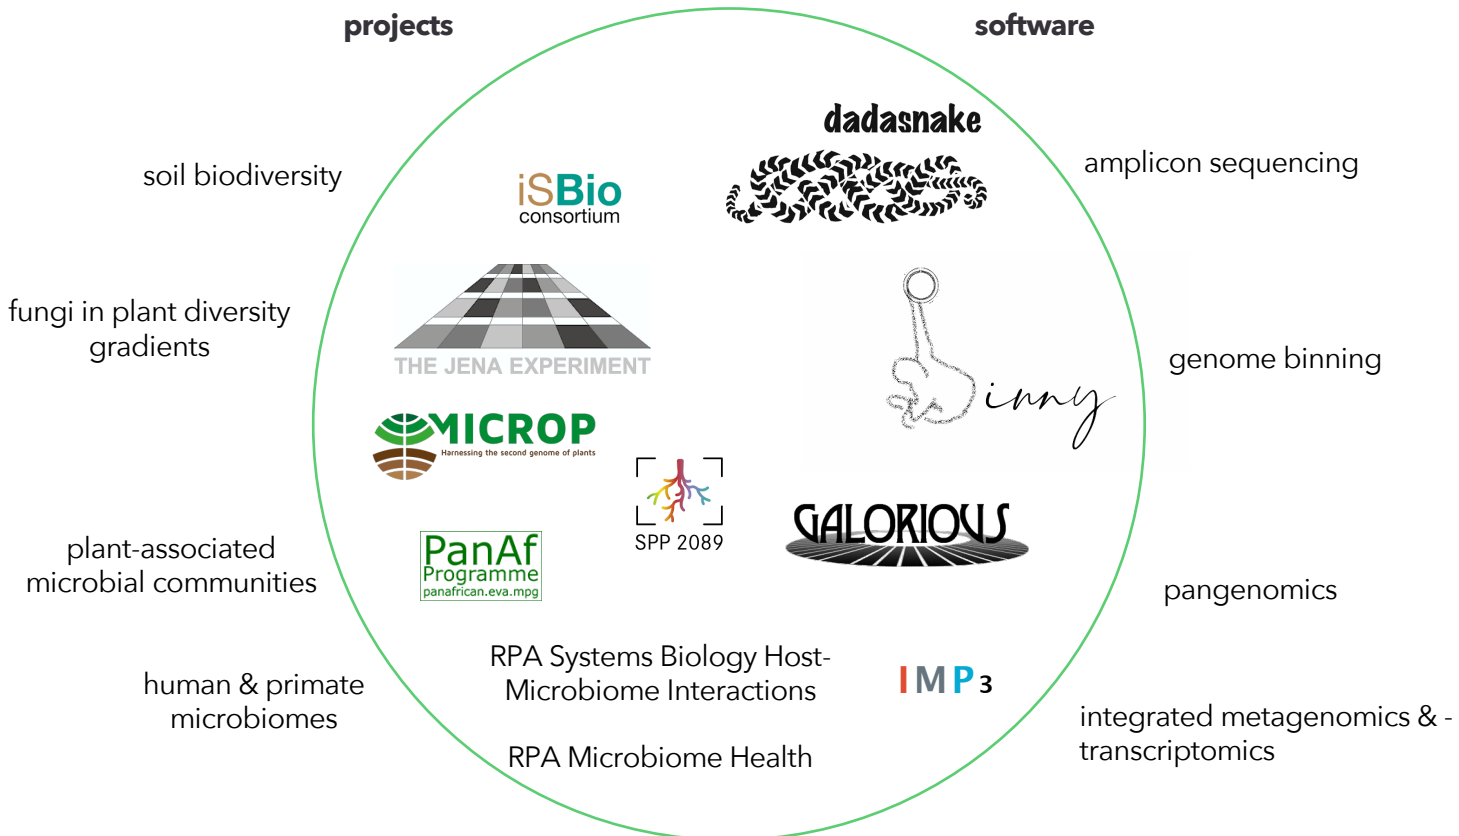 projects
software
dadasnake
soil biodiversity
iSBio
consortium
amplicon sequencing
fungi in plant diversity
gradients
THE JENA EXPERIMENT
inny
genome binning
MICROP
Harnessing the second genome of plants
SPP 2089
GALORIOUS
plant-associated
microbial communities
PanAf
Programme
panafrican.eva.mpg
pangenomics
human & primate
microbiomes
RPA Systems Biology Host-
Microbiome Interactions
IMP3
RPA Microbiome Health
integrated metagenomics & -
transcriptomics